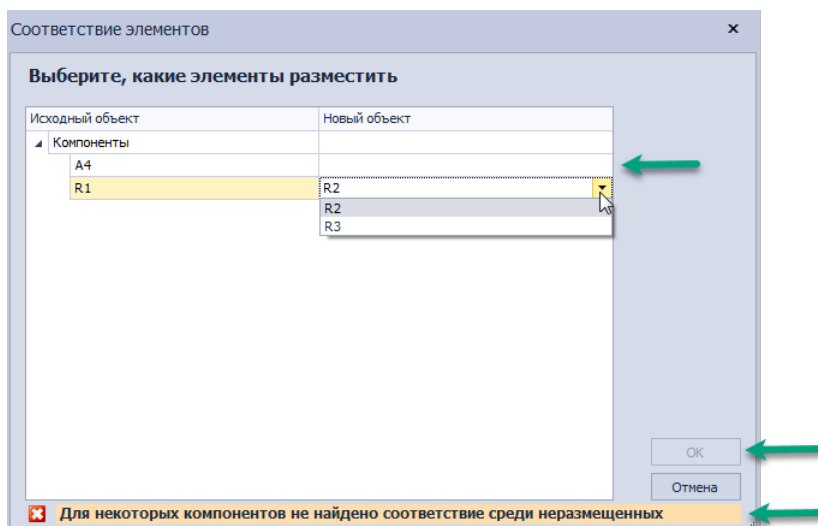 Соответствие элементов
Выберите, какие элементы разместить
Исходный объект Новый объект
Компоненты
A4
R1 R2
R2
R3
OK
Отмена
Для некоторых компонентов не найдено соответствие среди неразмещенных